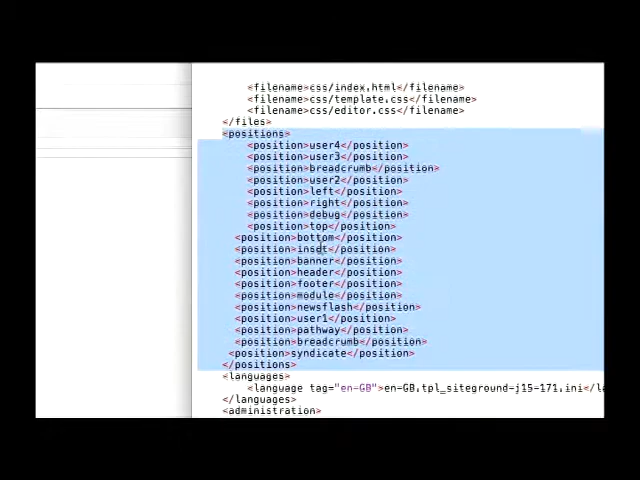 <filename>css/index.html</filename>
<filename>css/template.css</filename>
<filename>css/editor.css</filename>
</files>
<positions>
<position>user4</position>
<position>user3</position>
<position>breadcrumb</position>
<position>user2</position>
<position>left</position>
<position>right</position>
<position>debug</position>
<position>top</position>
<position>bottom</position>
<position>inset</position>
<position>banner</position>
<position>header</position>
<position>footer</position>
<position>module</position>
<position>newsflash</position>
<position>user1</position>
<position>pathway</position>
<position>breadcrumb</position>
<position>syndicate</position>
</positions>
<languages>
<language tag="en-GB">en-GB.tpl_siteground-j15-171.ini</la
</languages>
<administration>